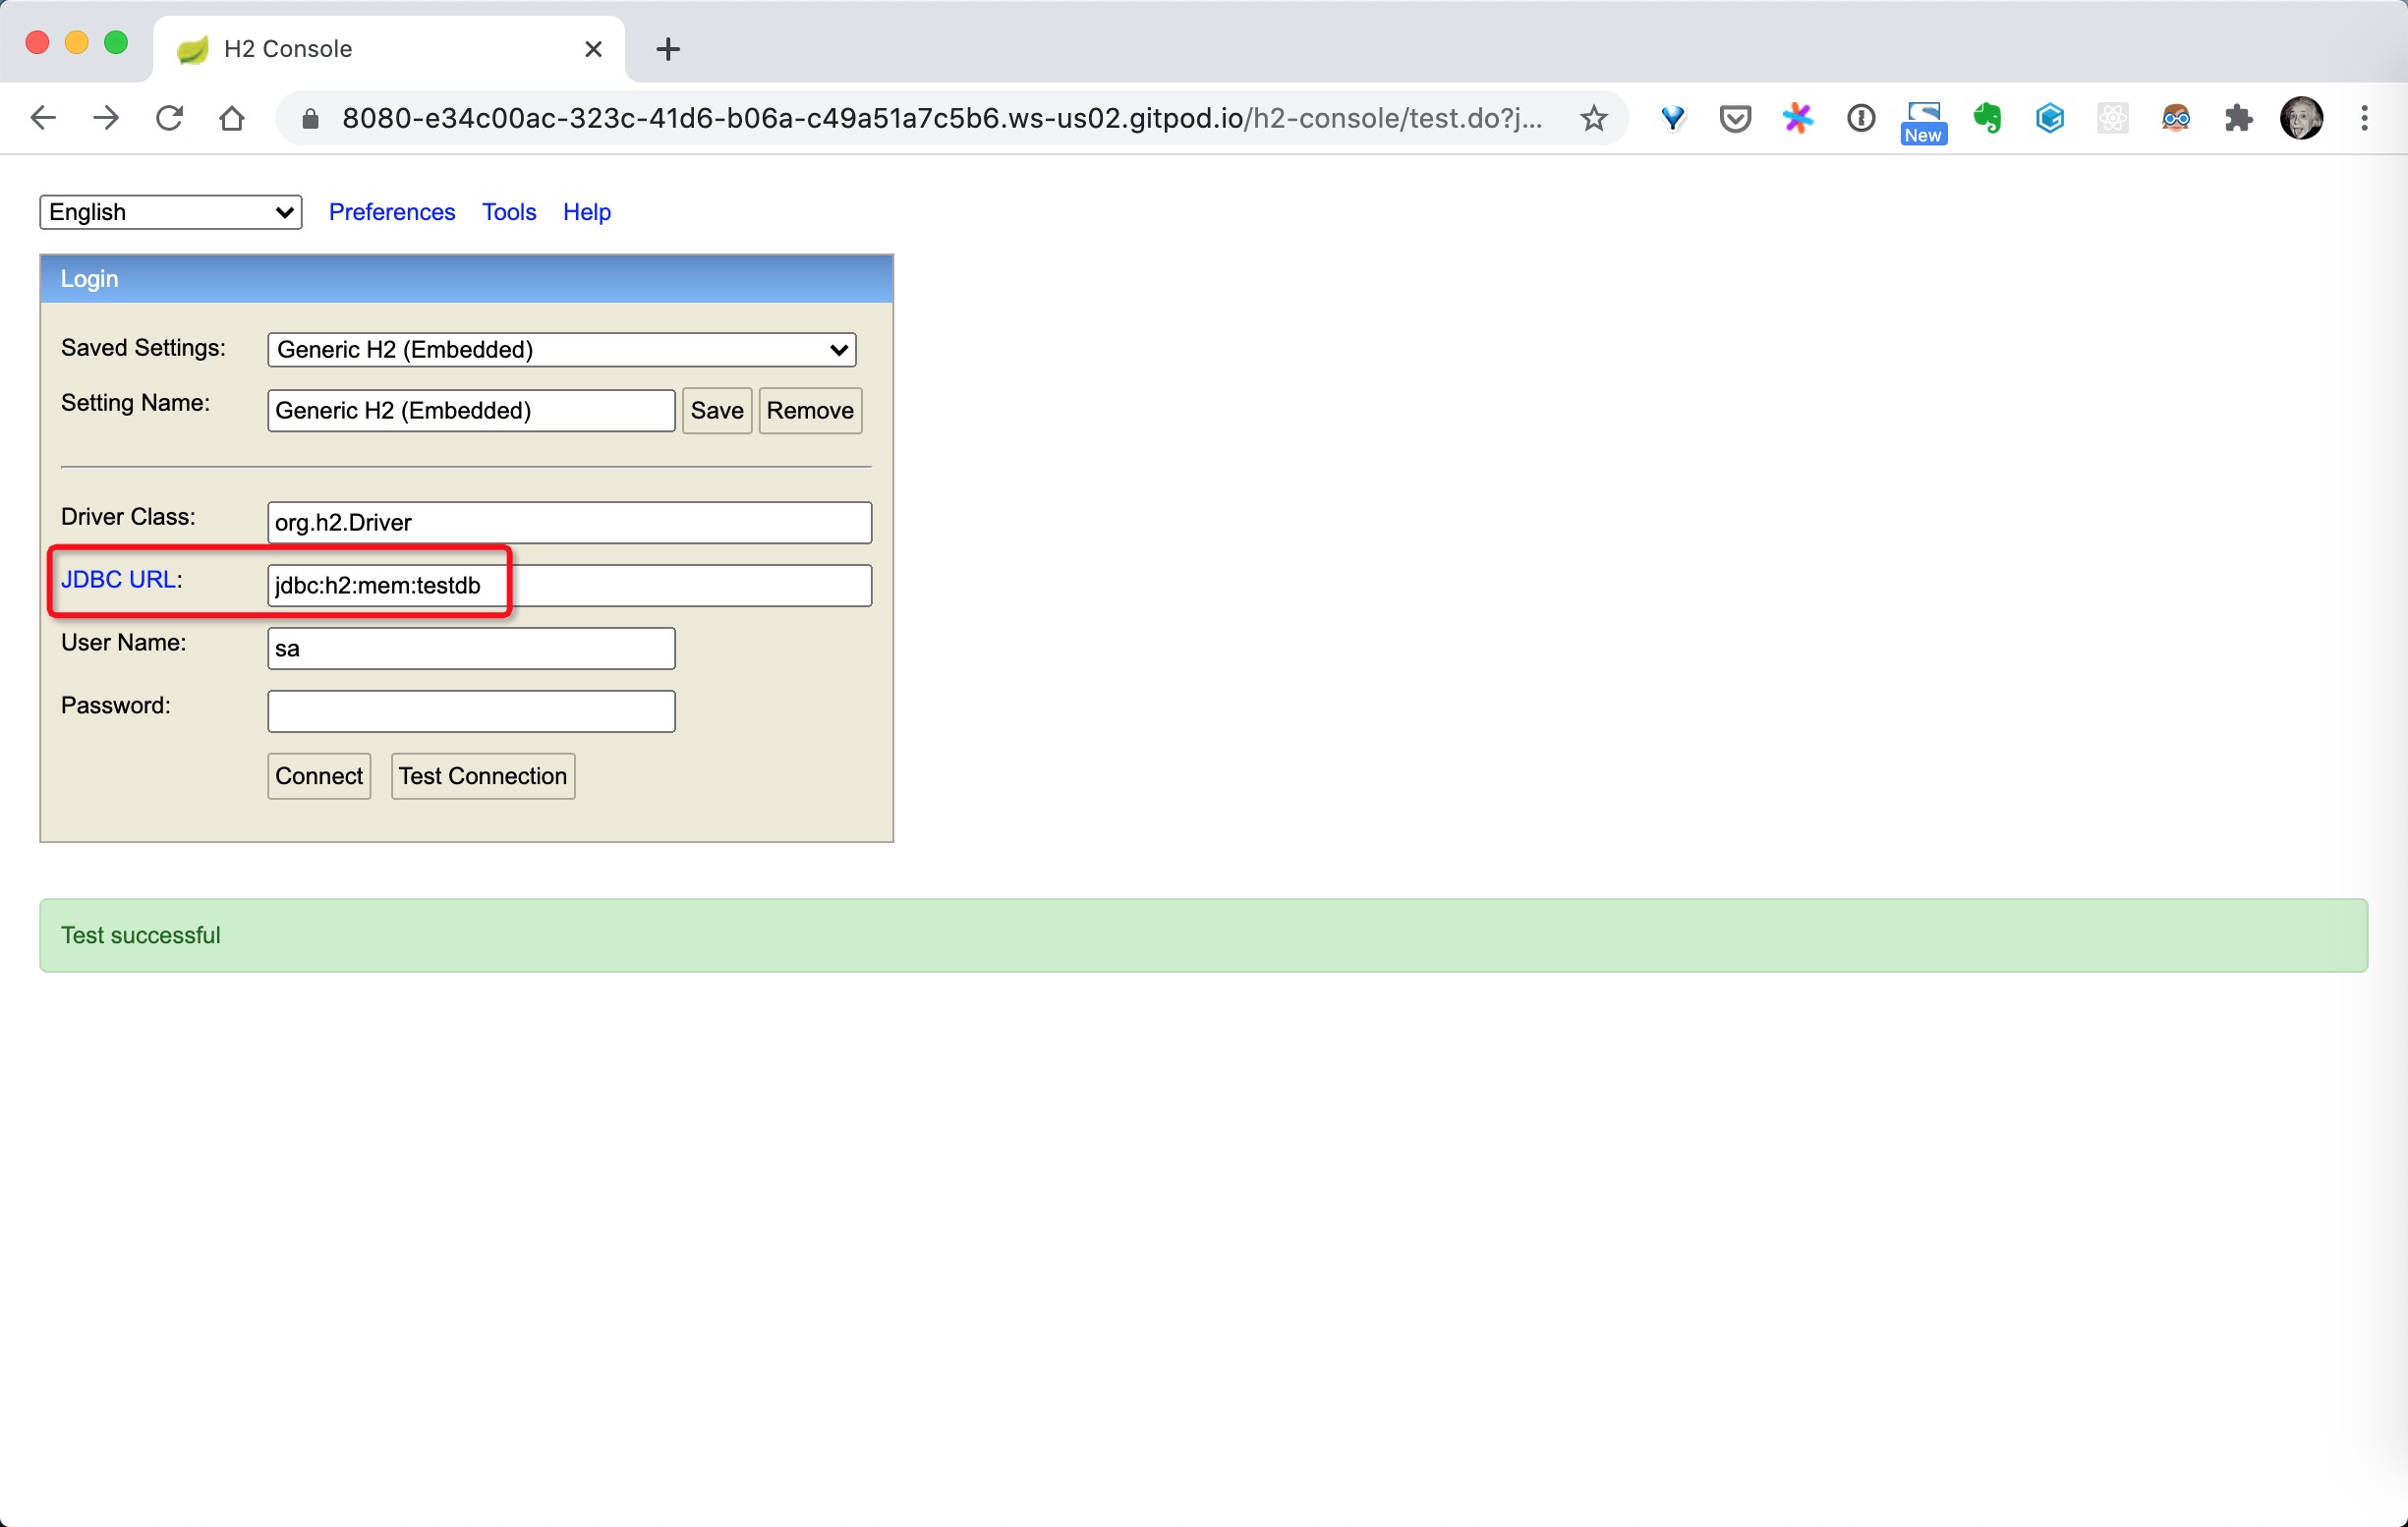 H2 Console
8080-e34c00ac-323c-41d6-b06a-c49a51a7c5b6.ws-us02.gitpod.io/h2-console/test.do?j...
New
English Preferences Tools Help
Login
Saved Settings: Generic H2 (Embedded)
Setting Name: Generic H2 (Embedded) Save Remove
Driver Class: org.h2.Driver
JDBC URL: jdbc:h2:mem:testdb
User Name: sa
Password:
Connect Test Connection
Test successful